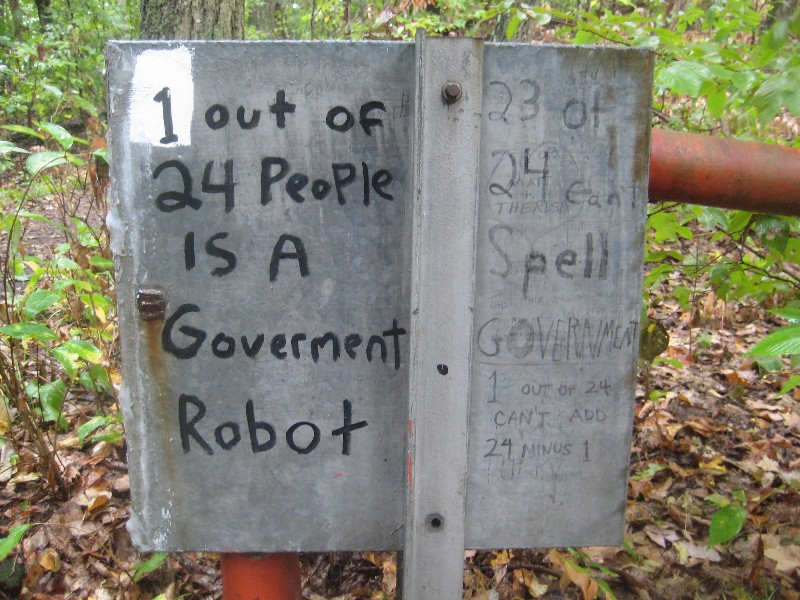 1 out of
24 People
IS A
Goverment
Robot
23 of
24 can't
Spell
GOVERNMENT
1 OUT OF 24
CAN'T ADD
24 MINUS 1